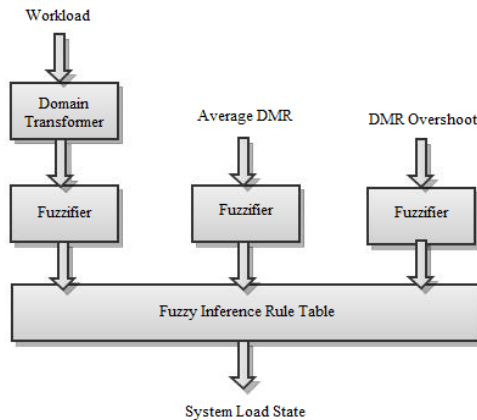 Workload
Domain
Transformer
Average DMR
DMR Overshoot
Fuzzifier
Fuzzifier
Fuzzifier
Fuzzy Inference Rule Table
System Load State